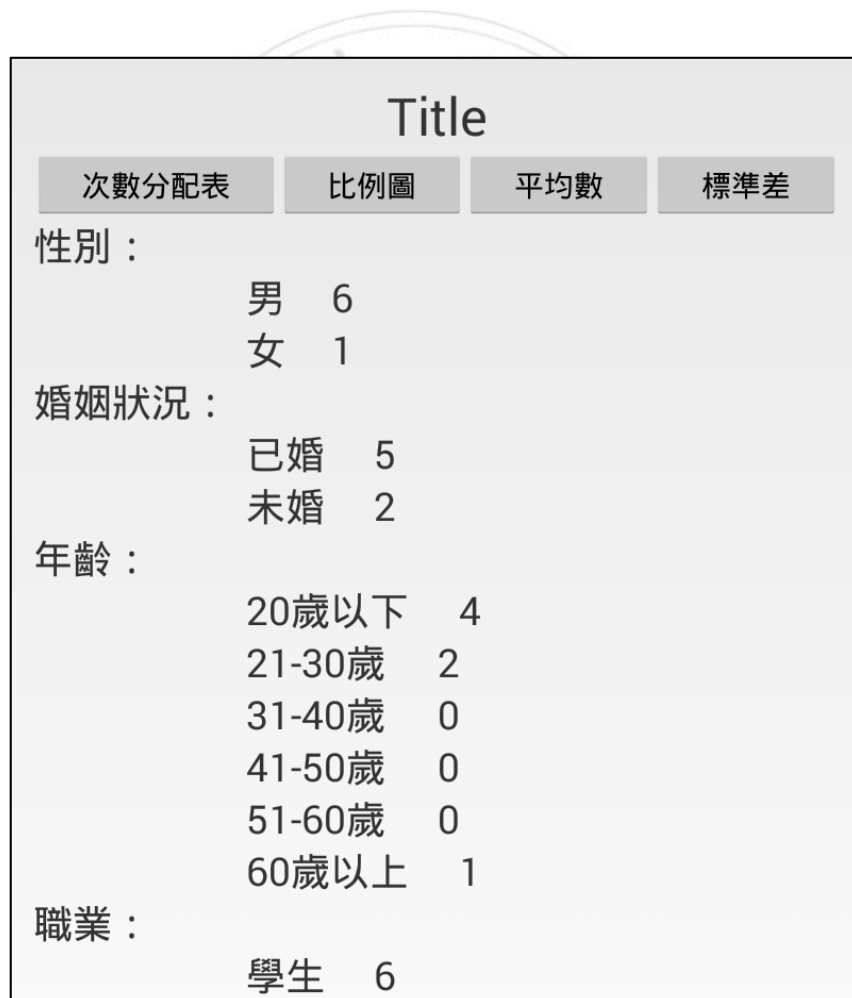 Title
次數分配表 比例圖 平均數 標準差
性別：
男 6
女 1
婚姻狀況：
已婚 5
未婚 2
年齡：
20歲以下 4
21-30歲 2
31-40歲 0
41-50歲 0
51-60歲 0
60歲以上 1
職業：
學生 6